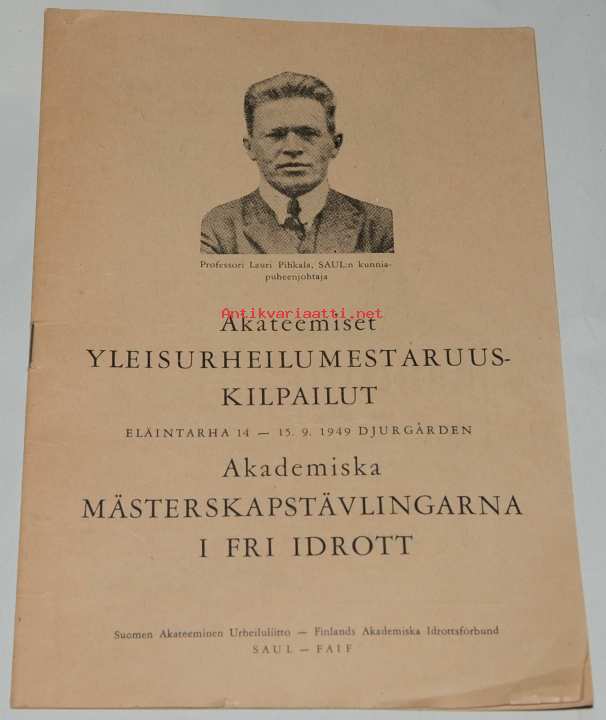 Professori Lauri Pihkala, SAUL:n kunnia-
puheenjohtaja
Antikvariaatti.net
Akateemiset
YLEISURHEILUMESTARUUS-
KILPAILUT
ELÄINTARHA 14 — 15. 9. 1949 DJURGÅRDEN
Akademiska
MÄSTERSKAPSTÄVLINGARNA
I FRI IDROTT
Suomen Akateeminen Urheiluliitto — Finlands Akademiska Idrottsförbund
SAUL — FAIF